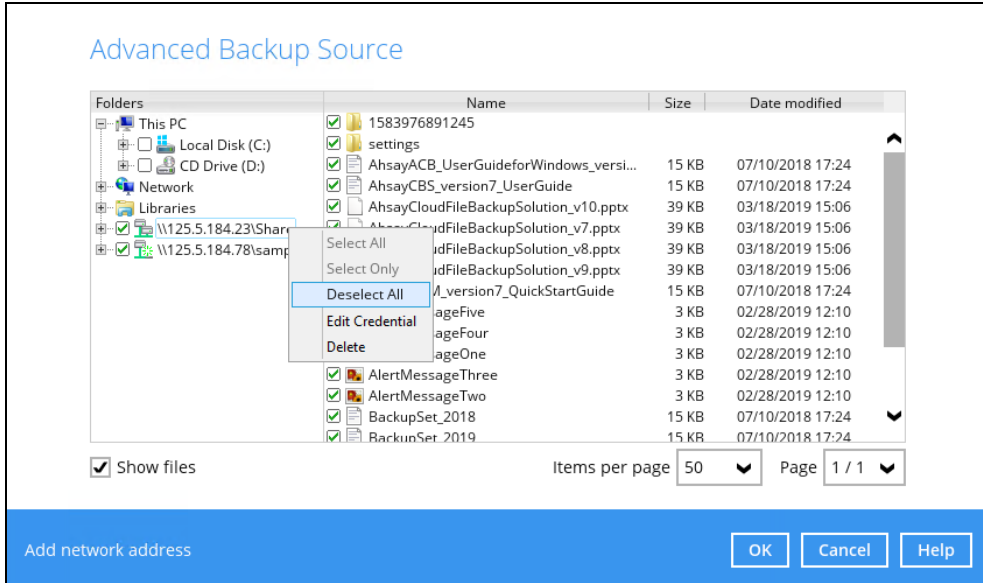 Advanced Backup Source
Folders Name Size Date modified
This PC
Local Disk (C:)
CD Drive (D:)
Network
Libraries
\\125.5.184.23\Share
\\125.5.184.78\samp
1583976891245
settings
AhsayACB_UserGuideforWindows_versi... 15 KB 07/10/2018 17:24
AhsayCBS_version7_UserGuide 15 KB 07/10/2018 17:24
AhsayCloudFileBackupSolution_v10.pptx 39 KB 03/18/2019 15:06
AhsayCloudFileBackupSolution_v7.pptx 39 KB 03/18/2019 15:06
udFileBackupSolution_v8.pptx 39 KB 03/18/2019 15:06
udFileBackupSolution_v9.pptx 39 KB 03/18/2019 15:06
M_version7_QuickStartGuide 15 KB 07/10/2018 17:24
ageFive 3 KB 02/28/2019 12:10
ageFour 3 KB 02/28/2019 12:10
ageOne 3 KB 02/28/2019 12:10
AlertMessageThree 3 KB 02/28/2019 12:10
AlertMessageTwo 3 KB 02/28/2019 12:10
BackupSet_2018 15 KB 07/10/2018 17:24
BackupSet_2019 15 KB 07/10/2018 17:24
Select All
Select Only
Deselect All
Edit Credential
Delete
Show files Items per page 50 Page 1 / 1
Add network address OK Cancel Help